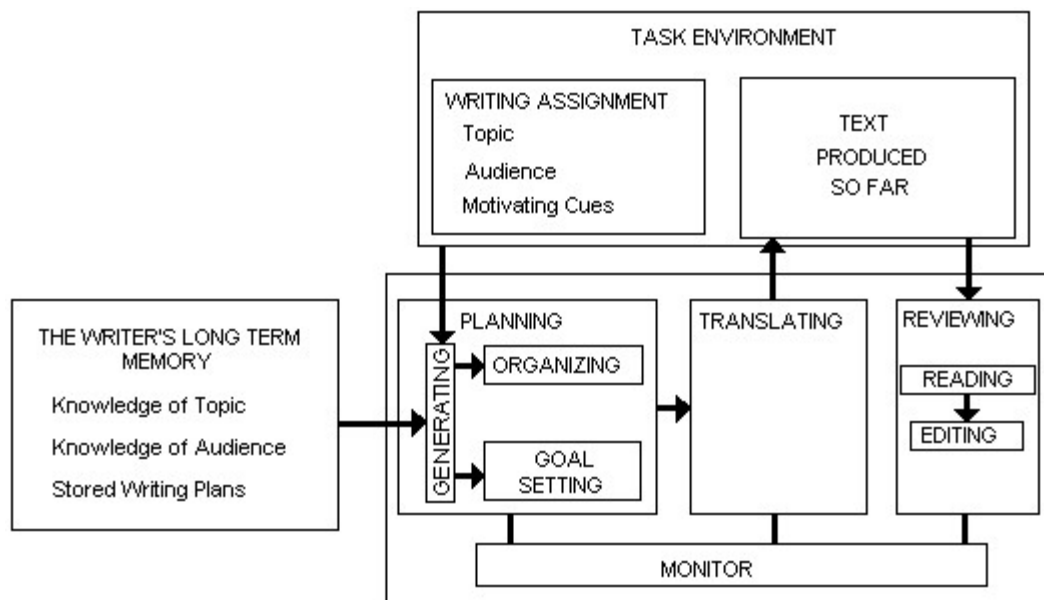 TASK ENVIRONMENT
WRITING ASSIGNMENT
Topic
Audience
Motivating Cues
TEXT
PRODUCED
SO FAR
THE WRITER'S LONG TERM
MEMORY
Knowledge of Topic
Knowledge of Audience
Stored Writing Plans
PLANNING
GENERATING
ORGANIZING
GOAL
SETTING
TRANSLATING
REVIEWING
READING
EDITING
MONITOR